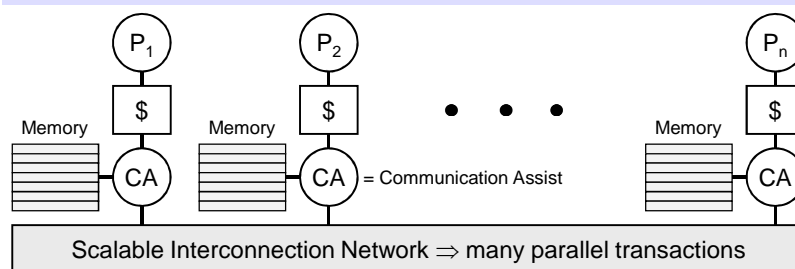 P1 P2 Pn
$ $ $
Memory Memory Memory
CA CA = Communication Assist CA
Scalable Interconnection Network ⇒ many parallel transactions